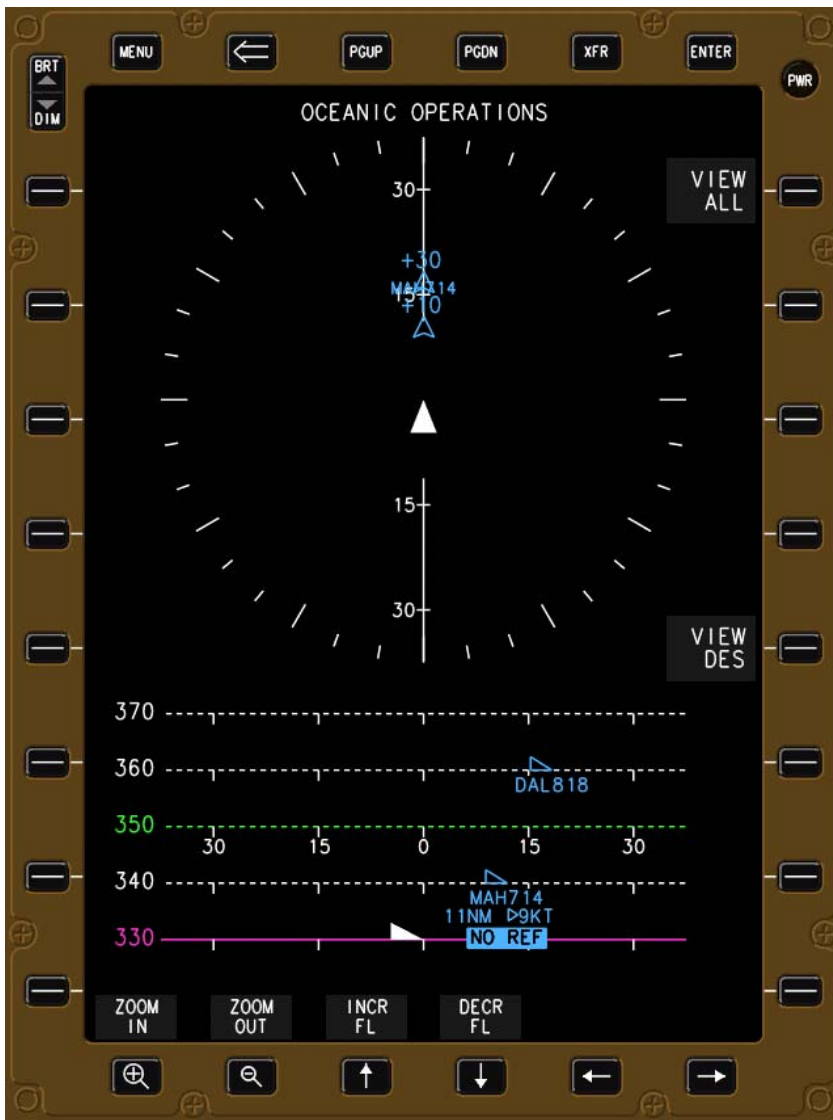 MENU
PGUP
PGDN
XFR
ENTER
BRT
DIM
PWR
OCEANIC OPERATIONS
30
VIEW
ALL
+30
MAH714
15
+10
15
30
VIEW
DES
370
360
DAL818
350
30 15 0 15 30
340
MAH714
11NM 9KT
330
NO REF
ZOOM
IN
ZOOM
OUT
INCR
FL
DECR
FL